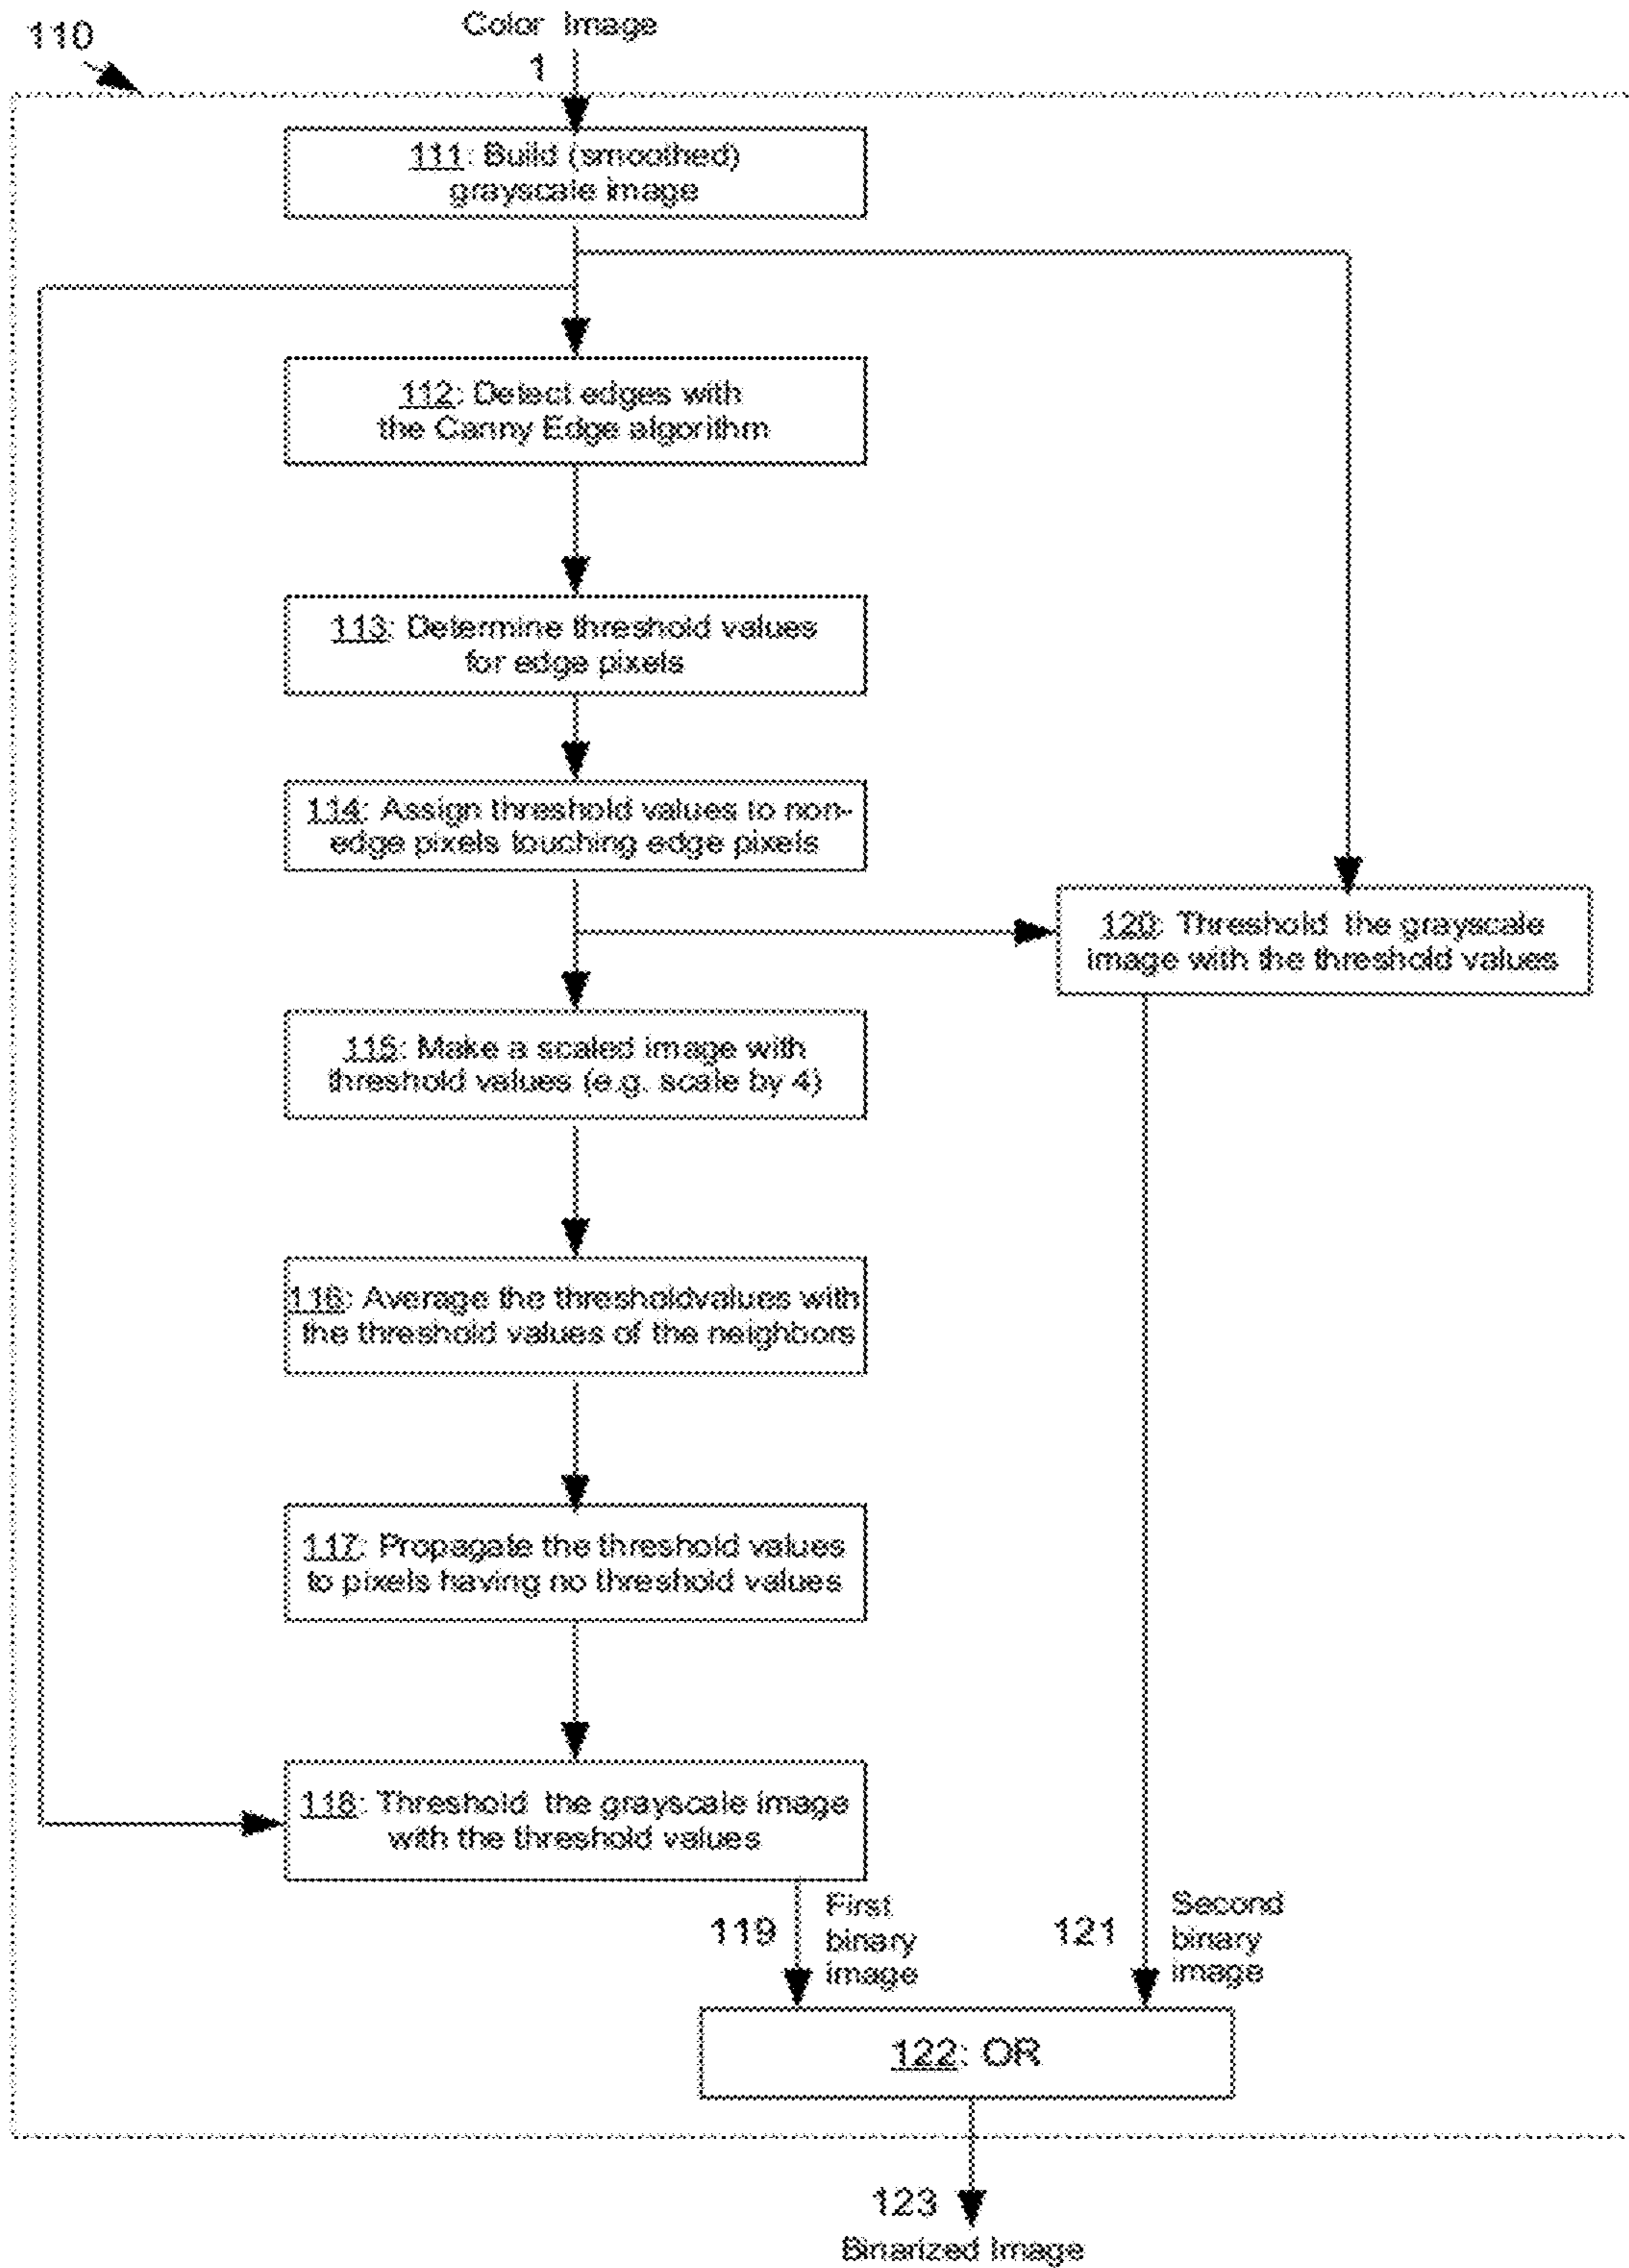 110
Color Image
1
111: Build (smoothed)
grayscale image
112: Detect edges with
the Canny Edge algorithm
113: Determine threshold values
for edge pixels
114: Assign threshold values to non-
edge pixels touching edge pixels
120: Threshold the grayscale
image with the threshold values
115: Make a scaled image with
threshold values (e.g. scale by 4)
116: Average the thresholdvalues with
the threshold values of the neighbors
117: Propagate the threshold values
to pixels having no threshold values
118: Threshold the grayscale image
with the threshold values
119
First
binary
image
121
Second
binary
image
122: OR
123
Binarized Image